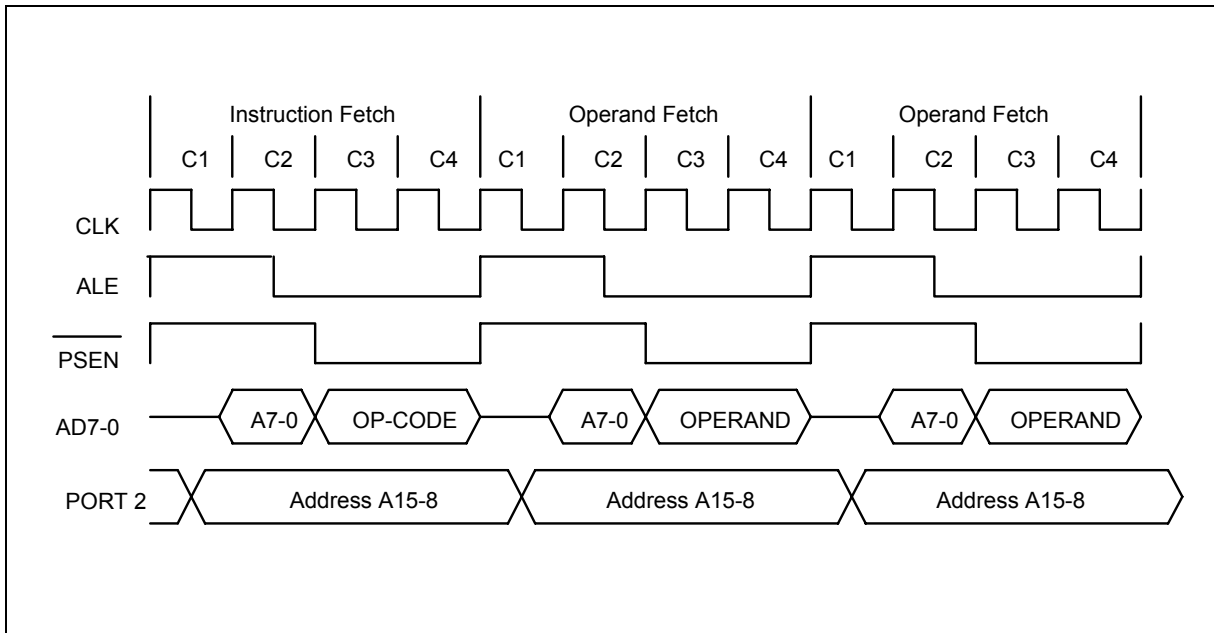 Instruction Fetch Operand Fetch Operand Fetch
C1 C2 C3 C4 C1 C2 C3 C4 C1 C2 C3 C4
CLK
ALE
PSEN
AD7-0 A7-0 OP-CODE A7-0 OPERAND A7-0 OPERAND
PORT 2 Address A15-8 Address A15-8 Address A15-8